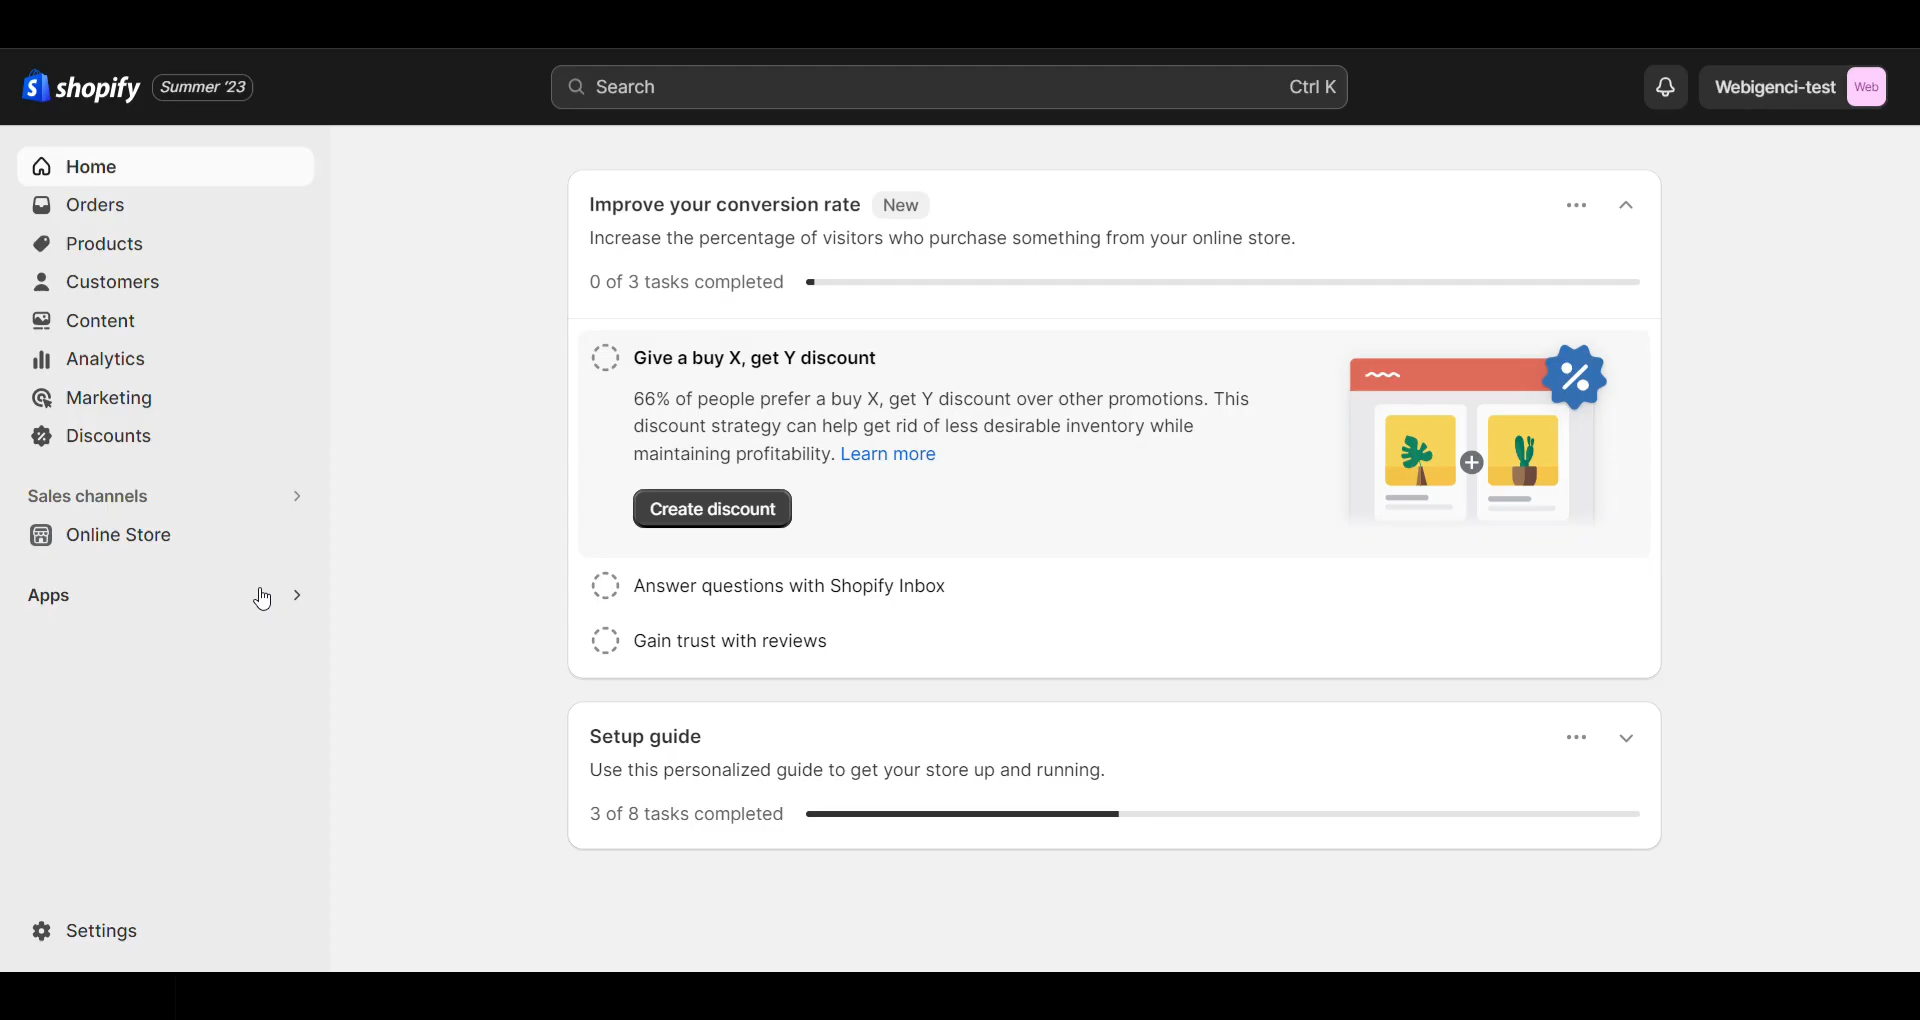 shopify Summer '23
Search Ctrl K
Webigenci-test Web
Home
Orders
Products
Customers
Content
Analytics
Marketing
Discounts
Sales channels
Online Store
Apps
Settings
Improve your conversion rate New
Increase the percentage of visitors who purchase something from your online store.
0 of 3 tasks completed
Give a buy X, get Y discount
66% of people prefer a buy X, get Y discount over other promotions. This
discount strategy can help get rid of less desirable inventory while
maintaining profitability. Learn more
Create discount
Answer questions with Shopify Inbox
Gain trust with reviews
Setup guide
Use this personalized guide to get your store up and running.
3 of 8 tasks completed